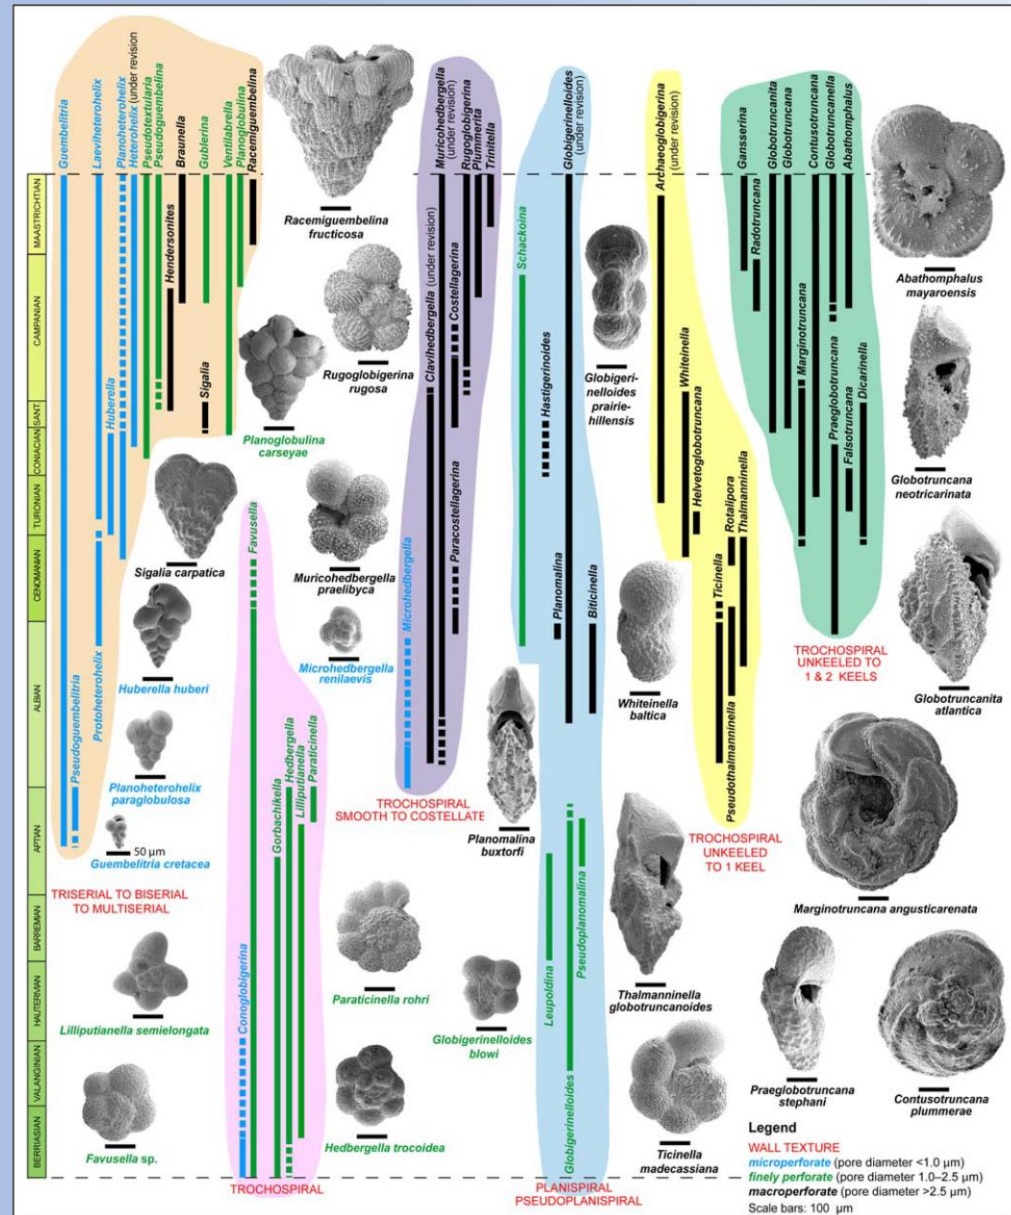 Guembelitria
Laeviheterohelix
Planoheterohelix
Heterohelix (under revision)
Pseudotextularia
Pseudoguembelina
Braunella
Gublerina
Ventilabrella
Planoglobulina
Racemiguembelina
Huberella
Hendersonites
Sigalia
Pseudoguembelitria
Protoheterohelix
Racemiguembelina
fructicosa
Rugoglobigerina
rugosa
Planoglobulina
carseyae
Sigalia carpatica
Huberella huberi
Planoheterohelix
paraglobulosa
50 µm
Guembelitria cretacea
TRISERIAL TO BISERIAL
TO MULTISERIAL
MAASTRICHTIAN
CAMPANIAN
SANT.
CONIACIAN
TURONIAN
CENOMANIAN
ALBIAN
APTIAN
BARREMIAN
HAUTERMAN
VALANGINIAN
BERRIASIAN
Lilliputianella semielongata
Favusella sp.
Favusella
Conoglobigerina
Gorbachikella
Hedbergella
Lilliputianella
Paraticinella
TROCHOSPIRAL
Muricohedbergella
praelibyca
Microhedbergella
renilaevis
Paraticinella rohri
Hedbergella trocoidea
Muricohedbergella
(under revision)
Rugoglobigerina
Plummerita
Trinitella
Clavihedbergella (under revision)
Costellagerina
Paracostellagerina
Microhedbergella
TROCHOSPIRAL
SMOOTH TO COSTELLATE
Globigerinelloides
(under revision)
Schackoina
Hastigerinoides
Planomalina
Biticinella
Leupoldina
Pseudoplanomalina
Globigerinelloides
PLANISPIRAL
PSEUDOPLANISPIRAL
Planomalina
buxtorfi
Globigerinelloides
blowi
Globigeri-
nelloides
prairie-
hillensis
Whiteinella
baltica
Thalmanninella
globotruncanoides
Ticinella
madecassiana
Archaeoglobigerina
(under revision)
Whiteinella
Helvetoglobotruncana
Rotalipora
Thalmanninella
Ticinella
Pseudothalmanninella
TROCHOSPIRAL
UNKEELED
TO 1 KEEL
Gansserina
Globotruncanita
Globotruncana
Contusotruncana
Globotruncanella
Abathomphalus
Radotruncana
Marginotruncana
Praeglobotruncana
Falsotruncana
Dicarinella
TROCHOSPIRAL
UNKEELED TO
1 & 2 KEELS
Abathomphalus
mayaroensis
Globotruncana
neotricarinata
Globotruncanita
atlantica
Marginotruncana angusticarenata
Praeglobotruncana
stephani
Contusotruncana
plummerae
Legend
WALL TEXTURE
microperforate (pore diameter <1.0 µm)
finely perforate (pore diameter 1.0–2.5 µm)
macroperforate (pore diameter >2.5 µm)
Scale bars: 100 µm